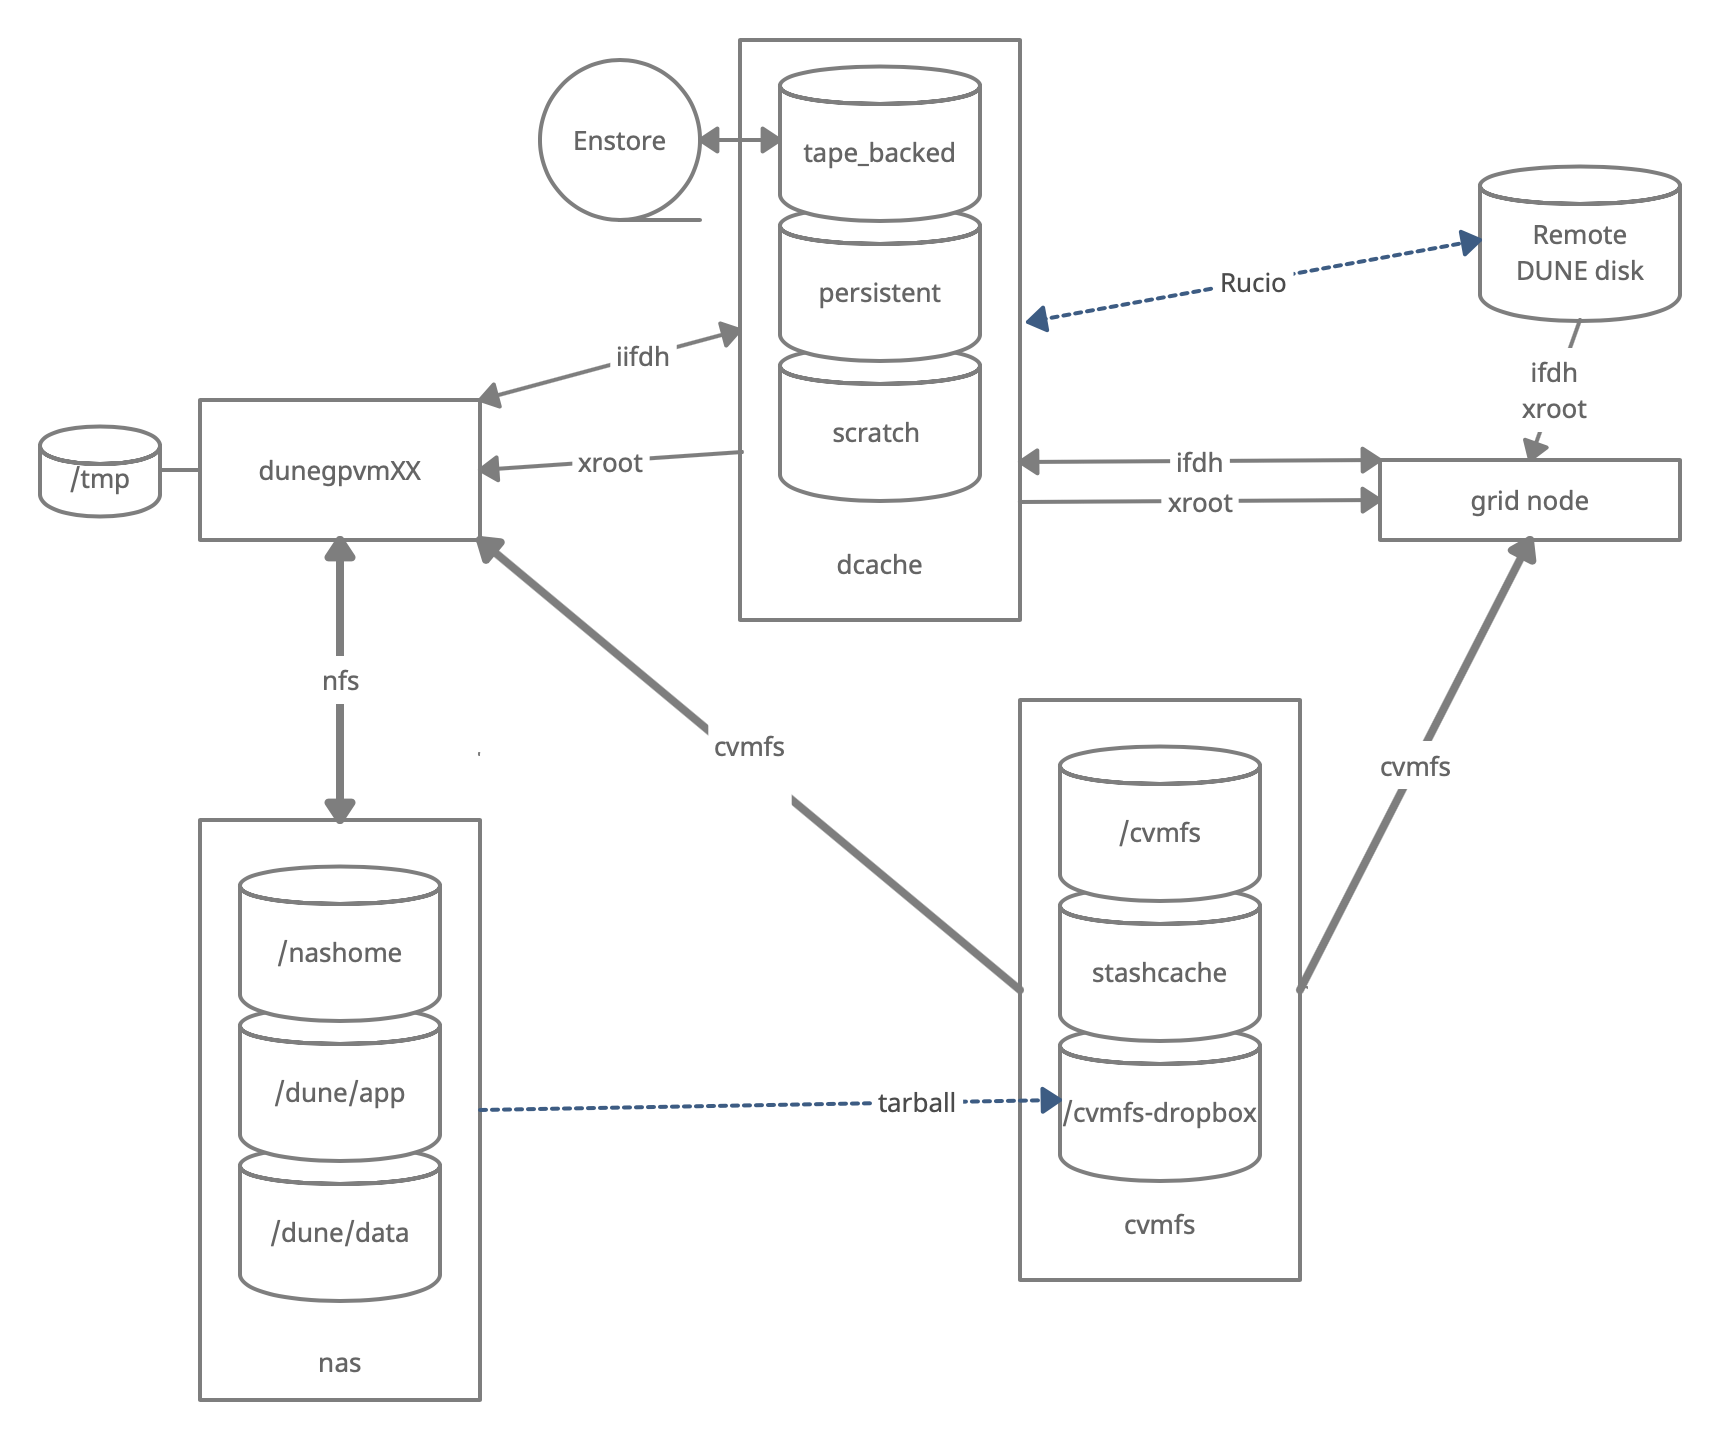 Enstore
tape_backed
persistent
scratch
dcache
Rucio
Remote
DUNE disk
iifdh
xroot
ifdh
xroot
ifdh
xroot
/tmp
dunegpvmXX
grid node
nfs
cvmfs
cvmfs
/nashome
/dune/app
/dune/data
nas
tarball
/cvmfs
stashcache
/cvmfs-dropbox
cvmfs